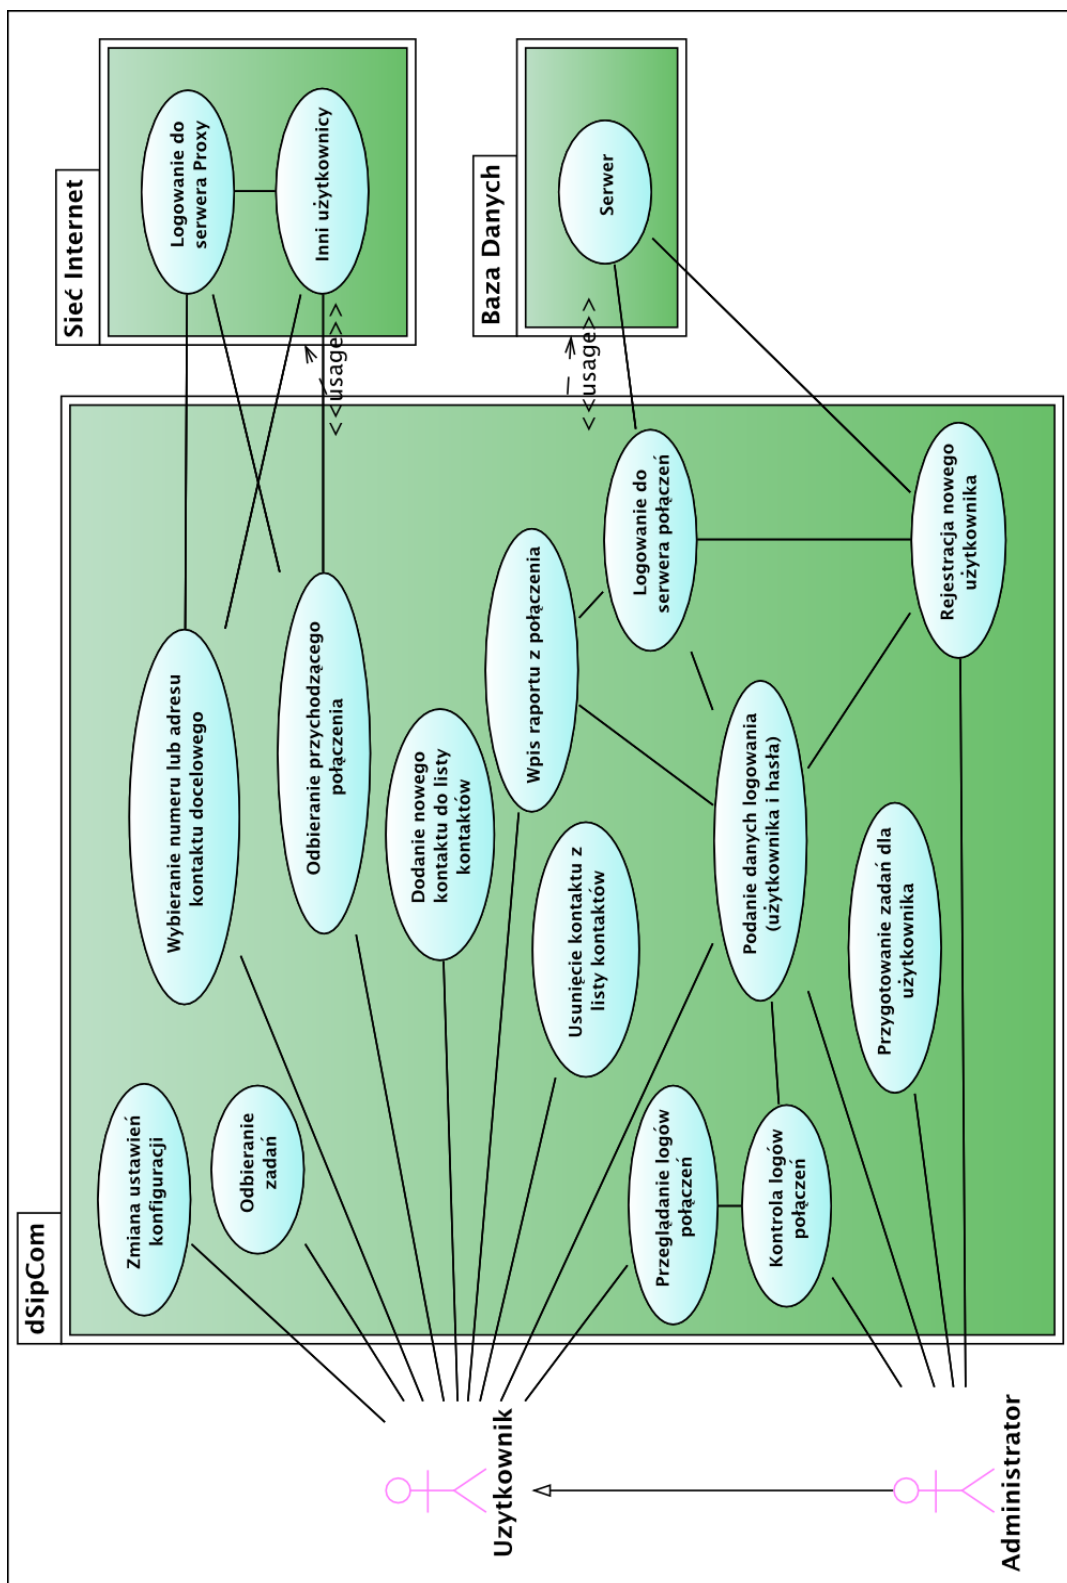 dSipCom
Zmiana ustawień
konfiguracji
Odbieranie
zadań
Wybieranie numeru lub adresu
kontaktu docelowego
Odbieranie przychodzącego
połączenia
Dodanie nowego
kontaktu do listy
kontaktów
Wpis raportu z połączenia
Usunięcie kontaktu z
listy kontaktów
Logowanie do
serwera połączeń
Podanie danych logowania
(użytkownika i hasła)
Przeglądanie logów
połączeń
Kontrola logów
połączeń
Przygotowanie zadań dla
użytkownika
Rejestracja nowego
użytkownika
Sieć Internet
Logowanie do
serwera Proxy
Inni użytkownicy
<<usage>>
Baza Danych
Serwer
<<usage>>
Uzytkownik
Administrator